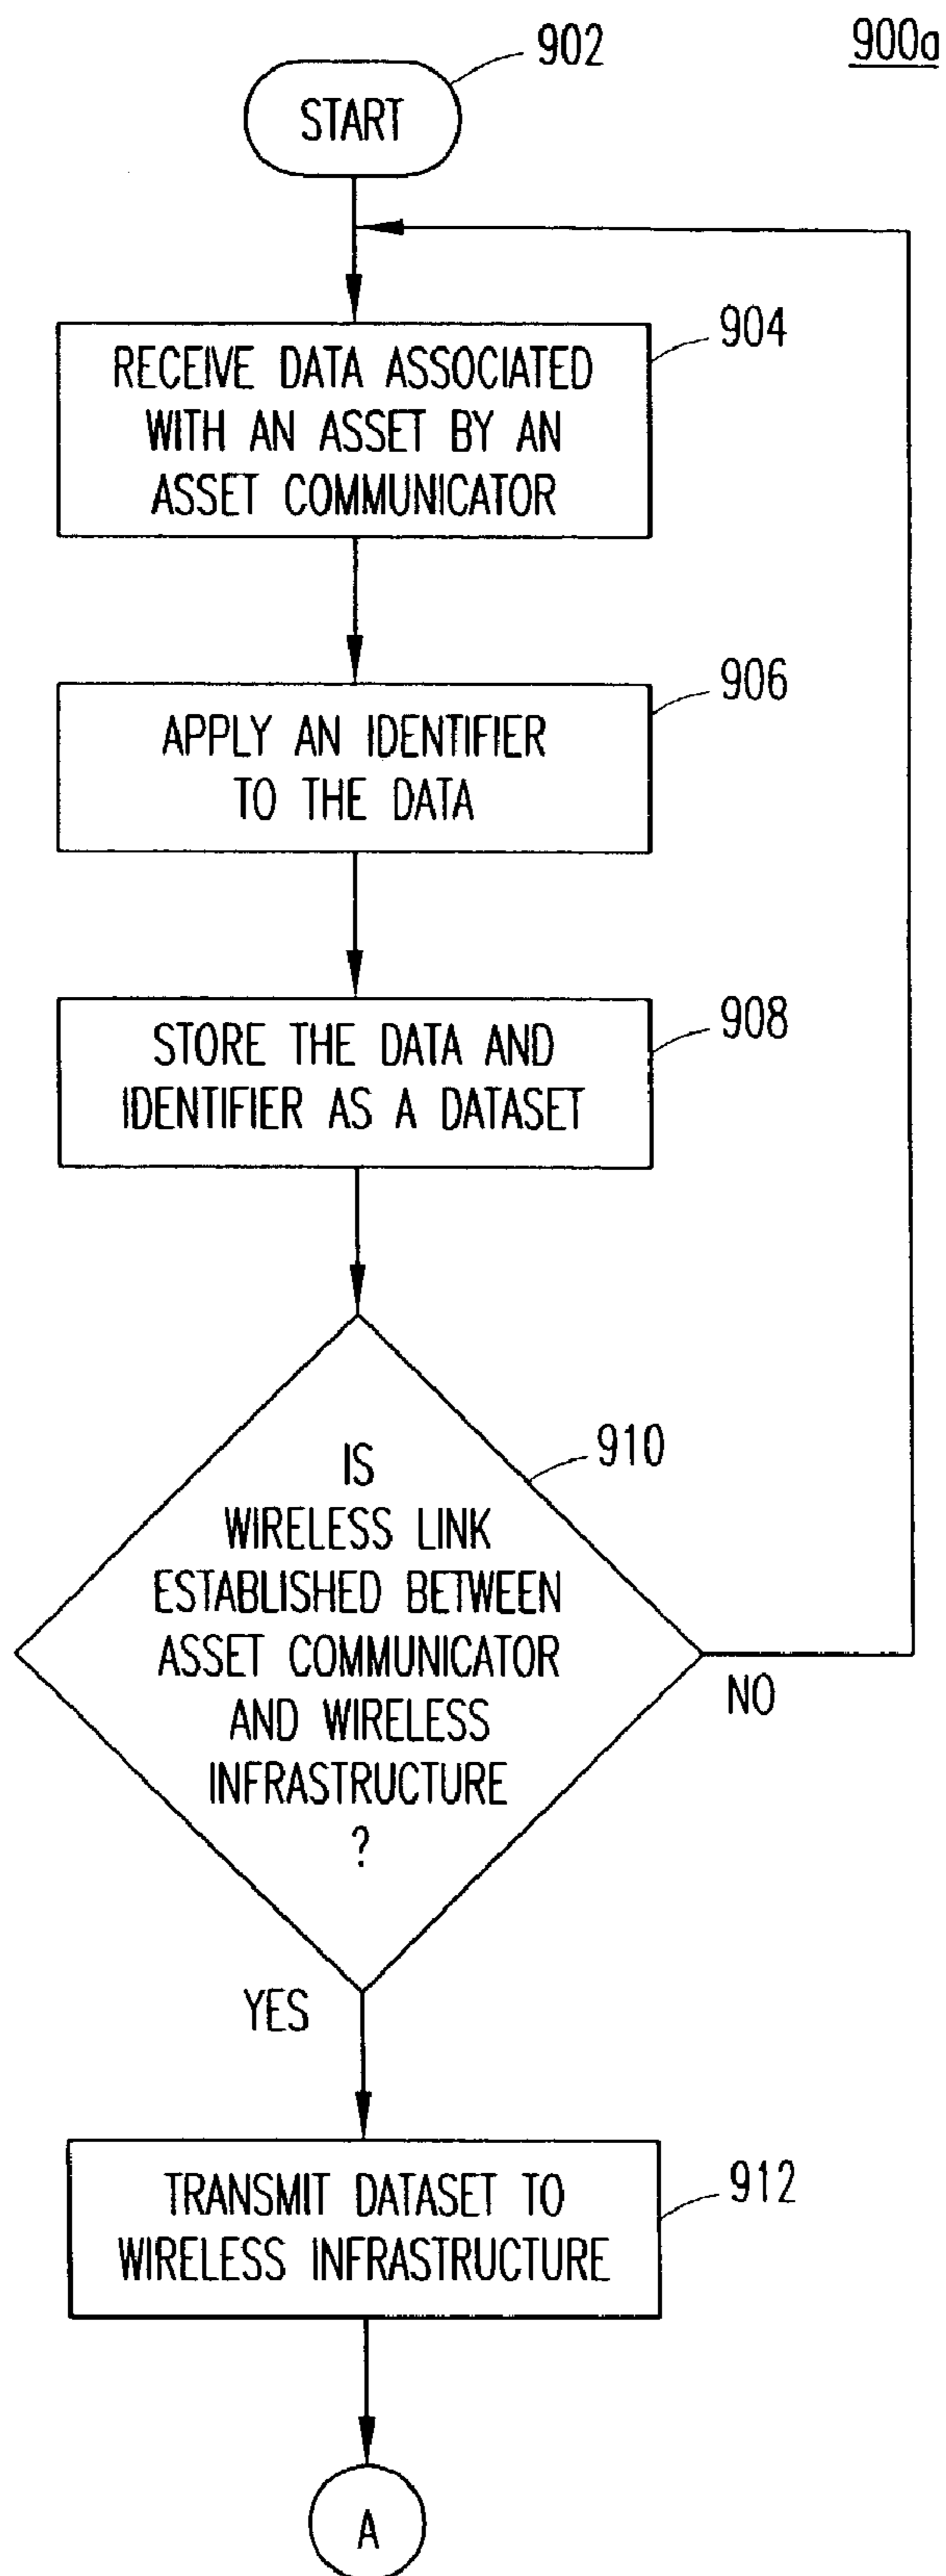 900a
902
START
904
RECEIVE DATA ASSOCIATED
WITH AN ASSET BY AN
ASSET COMMUNICATOR
906
APPLY AN IDENTIFIER
TO THE DATA
908
STORE THE DATA AND
IDENTIFIER AS A DATASET
910
IS
WIRELESS LINK
ESTABLISHED BETWEEN
ASSET COMMUNICATOR
AND WIRELESS
INFRASTRUCTURE
?
NO
YES
912
TRANSMIT DATASET TO
WIRELESS INFRASTRUCTURE
A